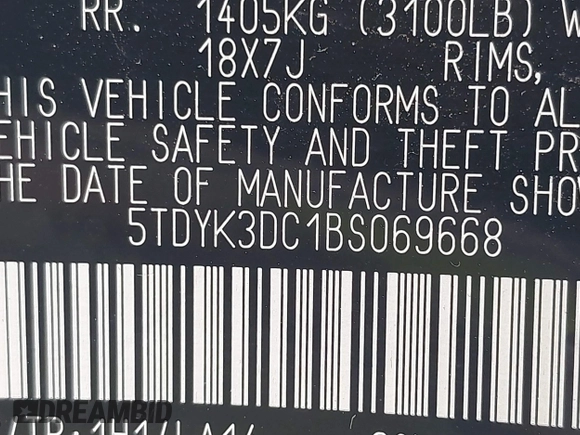 RR. 1405KG (3100LB) W
18X7J RIMS,
HIS VEHICLE CONFORMS TO AL
EHICLE SAFETY AND THEFT PR
HE DATE OF MANUFACTURE SHO
5TDYK3DC1BS069668
DREAMBID